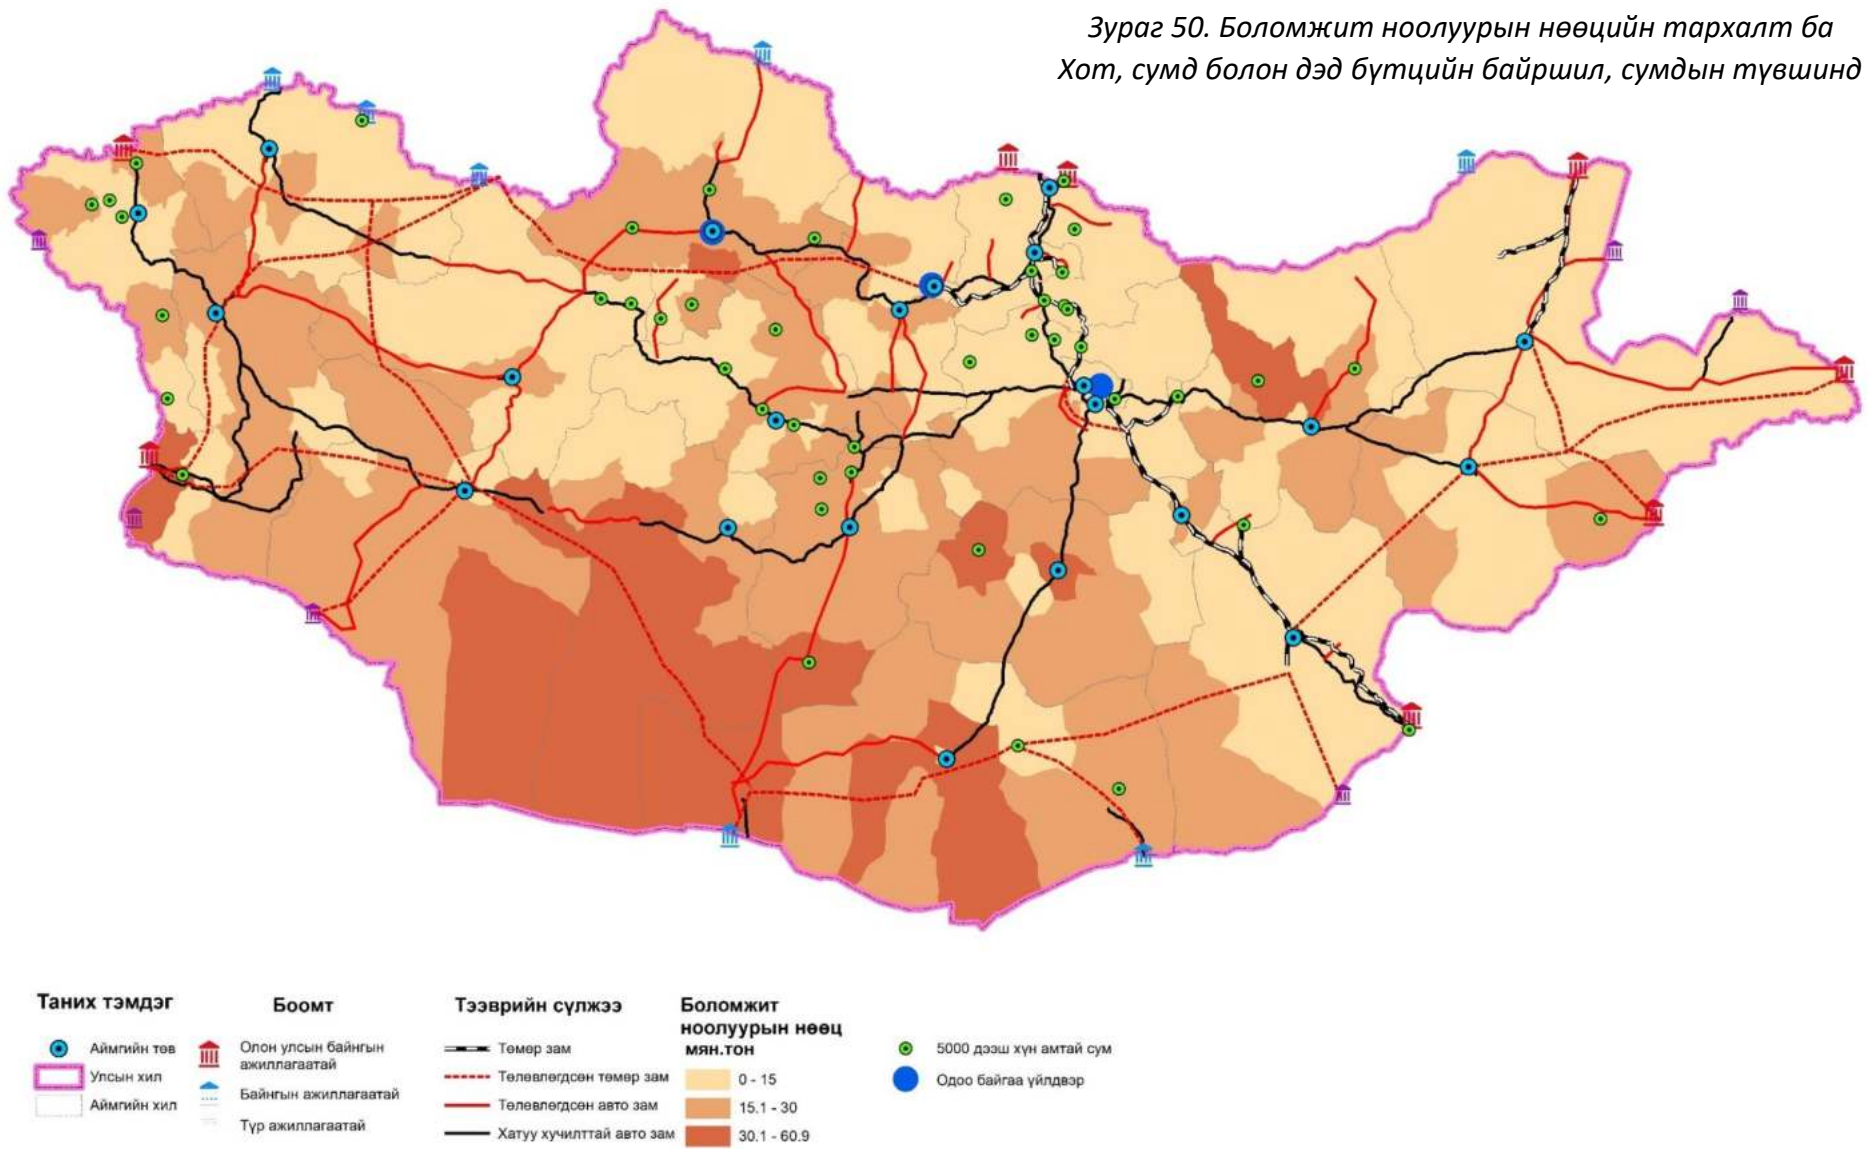 Зураг 50. Боломжит ноолуурын нөөцийн тархалт ба
Хот, сумд болон дэд бүтцийн байршил, сумдын түвшинд
Таних тэмдэг
Аймгийн төв
Улсын хил
Аймгийн хил
Боомт
Олон улсын байнгын
ажиллагаатай
Байнгын ажиллагаатай
Түр ажиллагаатай
Тээврийн сүлжээ
Төмөр зам
Төлөвлөгдсөн төмөр зам
Төлөвлөгдсөн авто зам
Хатуу хучилттай авто зам
Боломжит
ноолуурын нөөц
мян.тон
0 - 15
15.1 - 30
30.1 - 60.9
5000 дээш хүн амтай сум
Одоо байгаа үйлдвэр